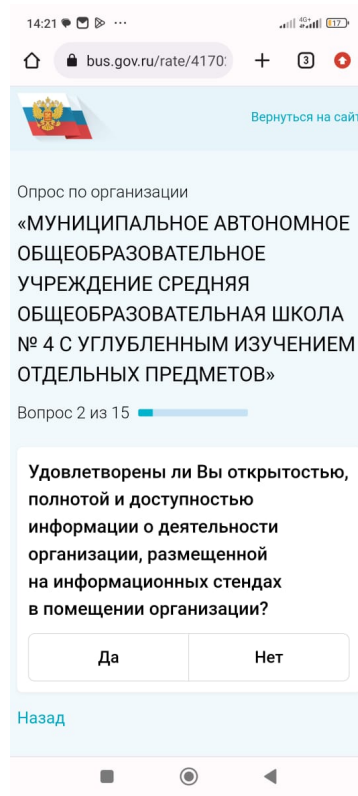 14:21
4G+
17
bus.gov.ru/rate/4170
3
Вернуться на сайт
Опрос по организации
«МУНИЦИПАЛЬНОЕ АВТОНОМНОЕ
ОБЩЕОБРАЗОВАТЕЛЬНОЕ
УЧРЕЖДЕНИЕ СРЕДНЯЯ
ОБЩЕОБРАЗОВАТЕЛЬНАЯ ШКОЛА
№ 4 С УГЛУБЛЕННЫМ ИЗУЧЕНИЕМ
ОТДЕЛЬНЫХ ПРЕДМЕТОВ»
Вопрос 2 из 15
Удовлетворены ли Вы открытостью,
полнотой и доступностью
информации о деятельности
организации, размещенной
на информационных стендах
в помещении организации?
Да
Нет
Назад